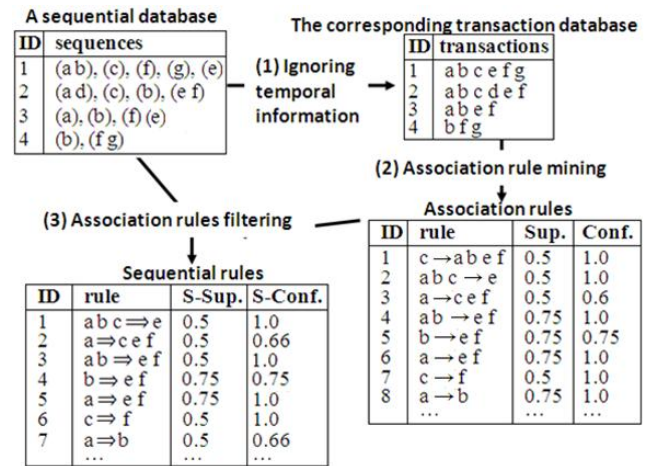 A sequential database
ID sequences
1 (a b), (c), (f), (g), (e)
2 (a d), (c), (b), (e f)
3 (a), (b), (f) (e)
4 (b), (f g)
(1) Ignoring
temporal
information
The corresponding transaction database
ID transactions
1 a b c e f g
2 a b c d e f
3 a b e f
4 b f g
(2) Association rule mining
(3) Association rules filtering
Association rules
ID rule Sup. Conf.
1 c→a b e f 0.5 1.0
2 a b c → e 0.5 1.0
3 a→c e f 0.5 0.6
4 a b → e f 0.75 1.0
5 b→ e f 0.75 0.75
6 a → e f 0.75 1.0
7 c→ f 0.5 1.0
8 a → b 0.75 1.0
... ... ...
Sequential rules
ID rule S-Sup. S-Conf.
1 a b c⇒ e 0.5 1.0
2 a⇒ c e f 0.5 0.66
3 a b⇒ e f 0.5 1.0
4 b⇒ e f 0.75 0.75
5 a⇒ e f 0.75 1.0
6 c⇒ f 0.5 1.0
7 a⇒b 0.5 0.66
... ... ...